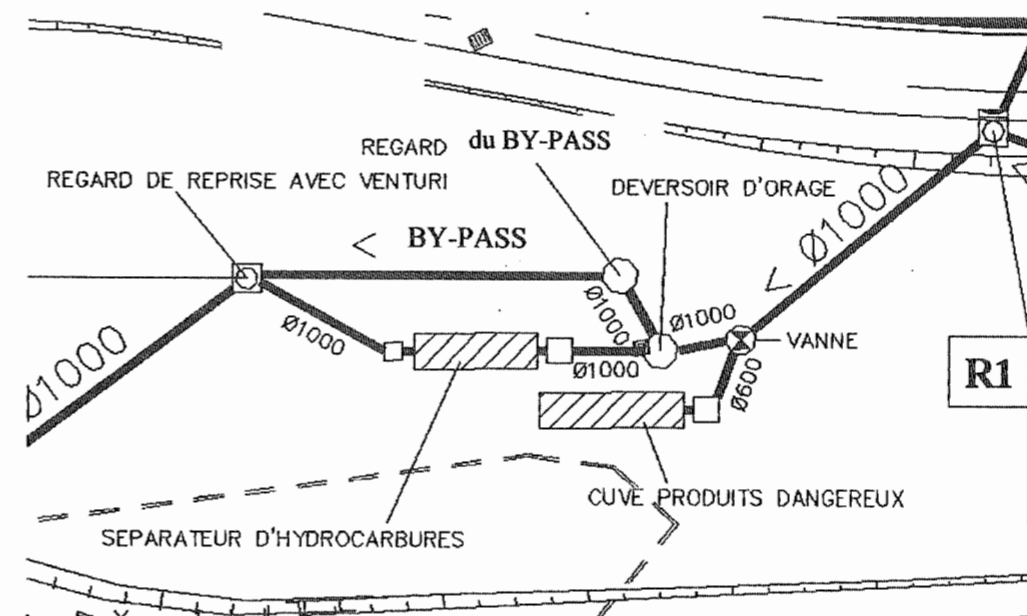 REGARD du BY-PASS
REGARD DE REPRISE AVEC VENTURI
DEVERSOIR D'ORAGE
< BY-PASS
Ø1000
<
Ø1000
Ø1000
Ø1000
VANNE
Ø1000
Ø1000
Ø1000
Ø600
R1
CUVE PRODUITS DANGEREUX
SEPARATEUR D'HYDROCARBURES